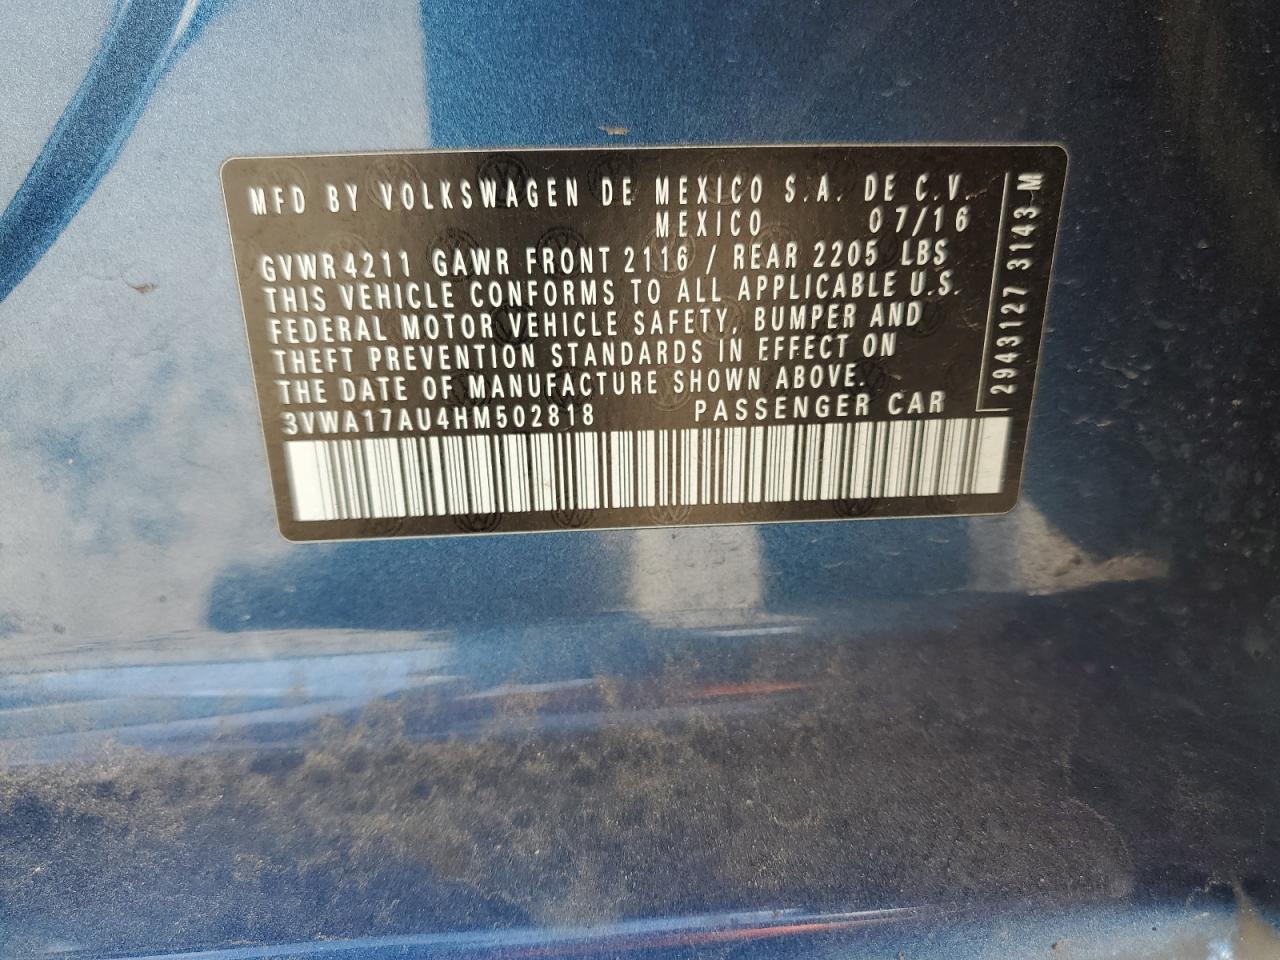 MFD BY VOLKSWAGEN DE MEXICO S.A. DE C.V.
MEXICO 07/16
GVWR 4211 GAWR FRONT 2116 / REAR 2205 LBS
THIS VEHICLE CONFORMS TO ALL APPLICABLE U.S.
FEDERAL MOTOR VEHICLE SAFETY, BUMPER AND
THEFT PREVENTION STANDARDS IN EFFECT ON
THE DATE OF MANUFACTURE SHOWN ABOVE.
3VWA17AU4HM502818 PASSENGER CAR
2943127 3143 M